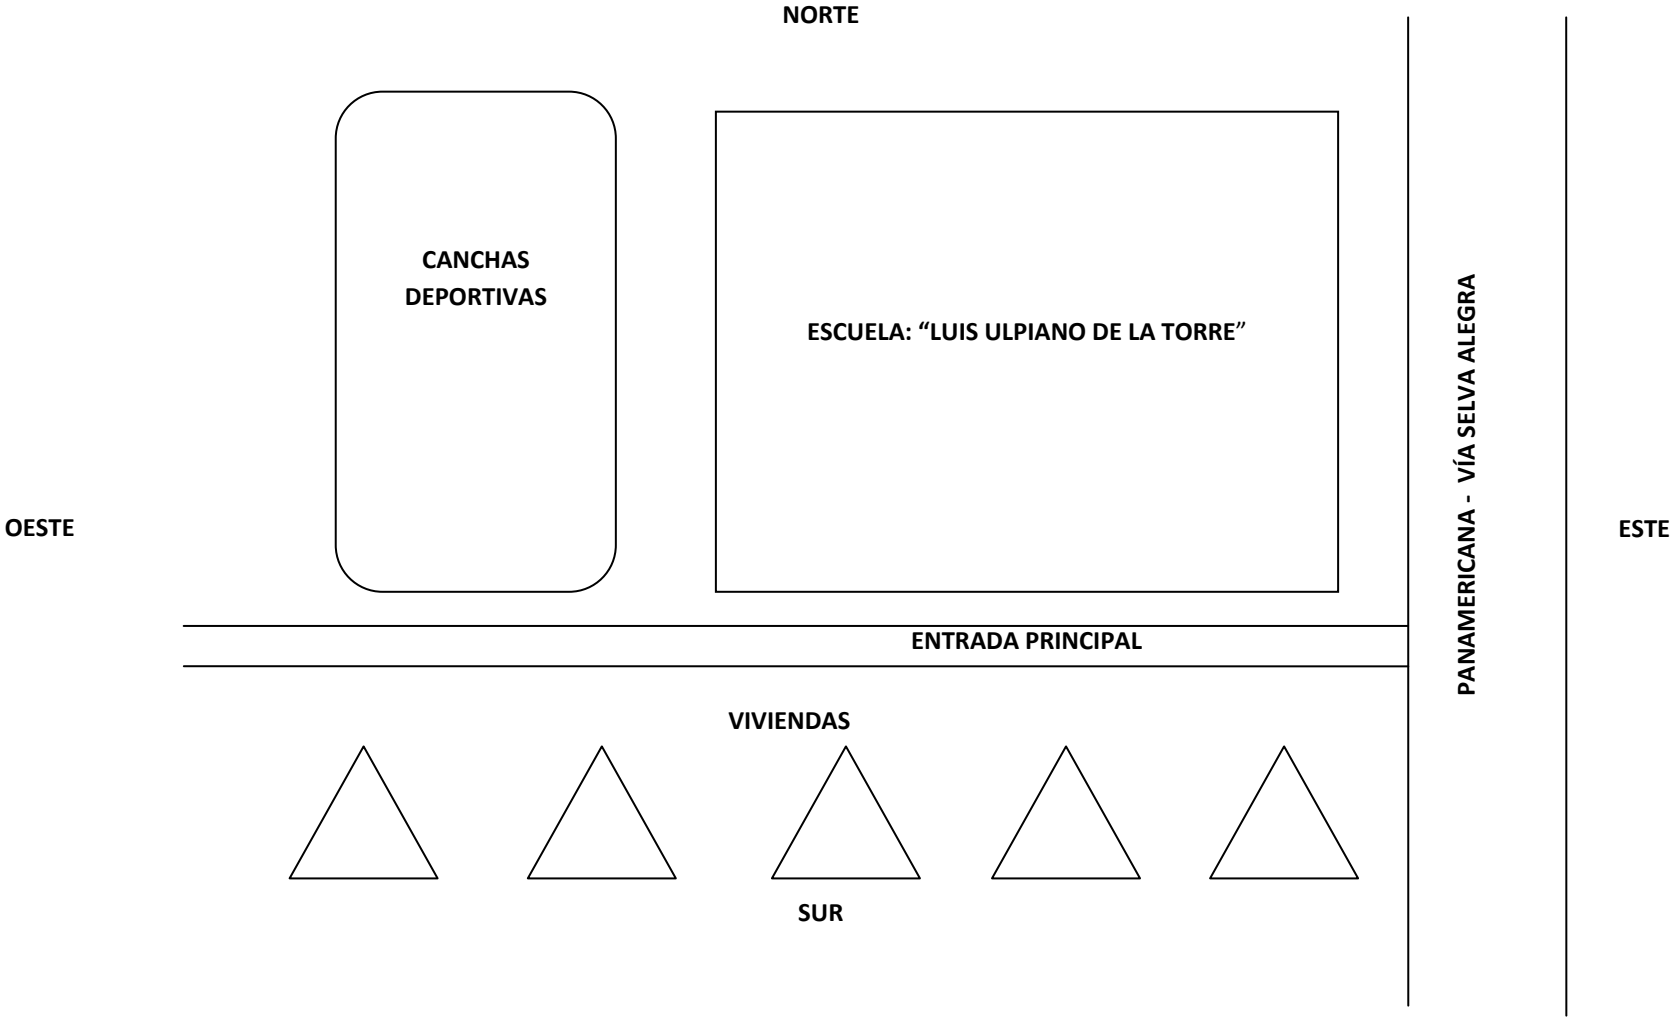 NORTE
CANCHAS
DEPORTIVAS
ESCUELA: “LUIS ULPIANO DE LA TORRE”
PANAMERICANA - VÍA SELVA ALEGRA
OESTE
ESTE
ENTRADA PRINCIPAL
VIVIENDAS
SUR